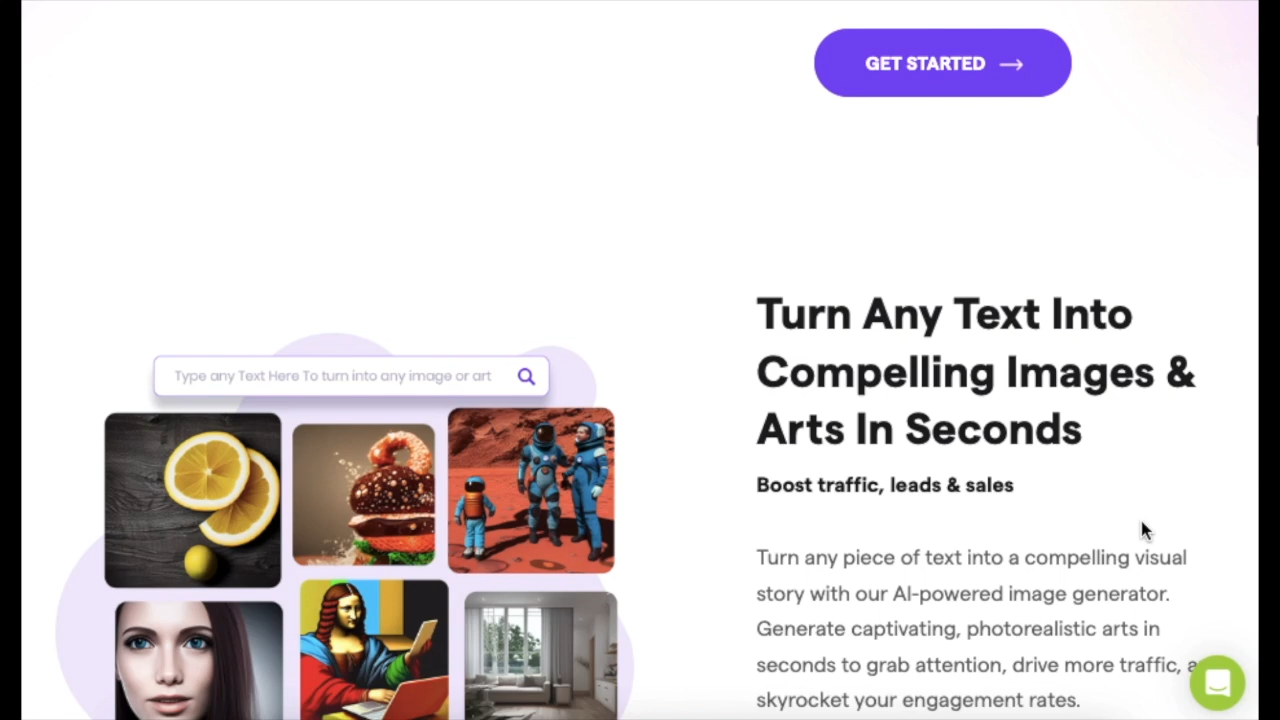 GET STARTED
Type any Text Here To turn into any image or art
Turn Any Text Into
Compelling Images &
Arts In Seconds
Boost traffic, leads & sales
Turn any piece of text into a compelling visual
story with our AI-powered image generator.
Generate captivating, photorealistic arts in
seconds to grab attention, drive more traffic,
skyrocket your engagement rates.